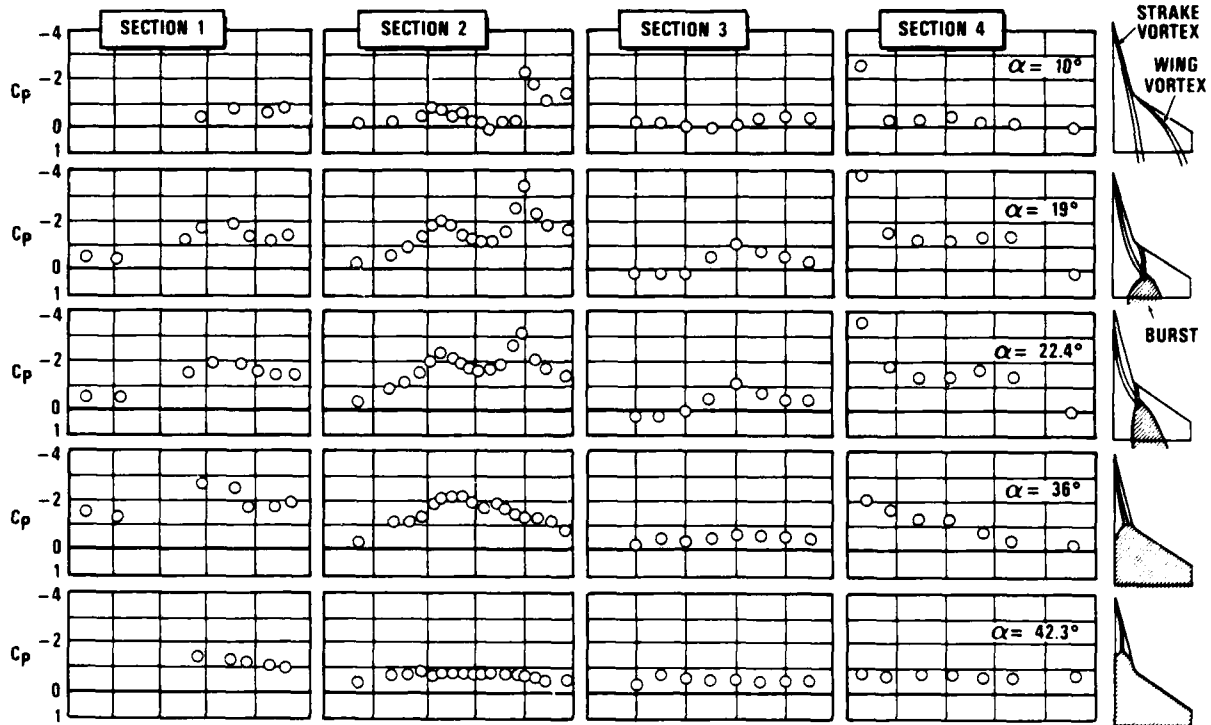 SECTION 1
SECTION 2
SECTION 3
SECTION 4
-4
-2
0
1
Cp
α = 10°
STRAKE
VORTEX
WING
VORTEX
-4
-2
0
1
Cp
α = 19°
BURST
-4
-2
0
1
Cp
α = 22.4°
-4
-2
0
1
Cp
α = 36°
-4
-2
0
1
Cp
α = 42.3°